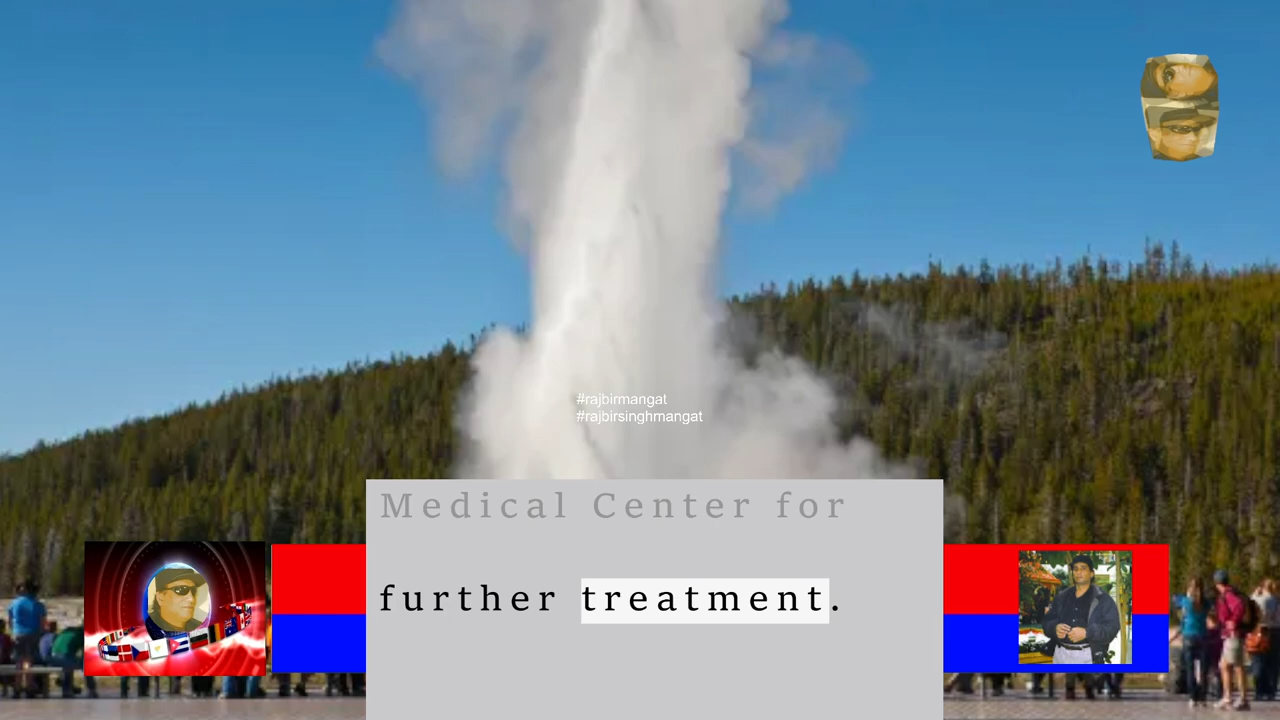 #rajbirmangat
#rajbirsinghmangat
Medical Center for
further treatment.